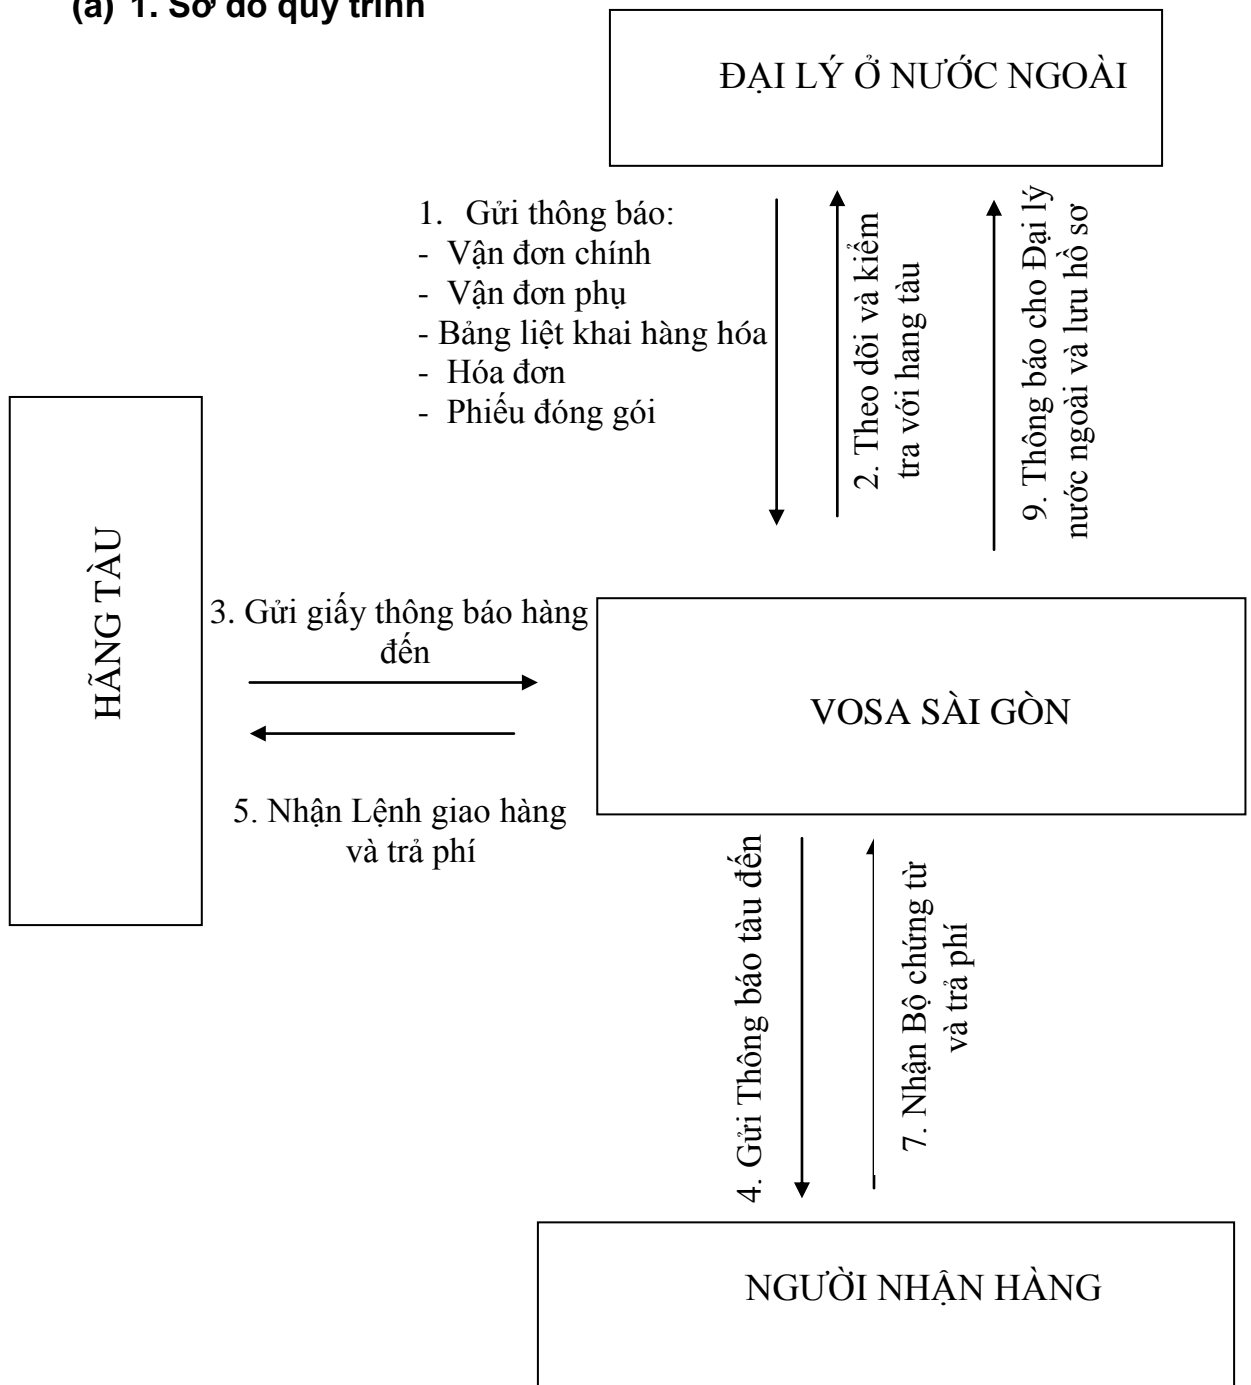 (a) 1. Sơ đồ quy trình
ĐẠI LÝ Ở NƯỚC NGOÀI
1. Gửi thông báo:
- Vận đơn chính
- Vận đơn phụ
- Bảng liệt khai hàng hóa
- Hóa đơn
- Phiếu đóng gói
2. Theo dõi và kiểm
tra với hang tàu
9. Thông báo cho Đại lý
nước ngoài và lưu hồ sơ
HÃNG TÀU
3. Gửi giấy thông báo hàng
đến
VOSA SÀI GÒN
5. Nhận Lệnh giao hàng
và trả phí
4. Gửi Thông báo tàu đến
7. Nhận Bộ chứng từ
và trả phí
NGƯỜI NHẬN HÀNG